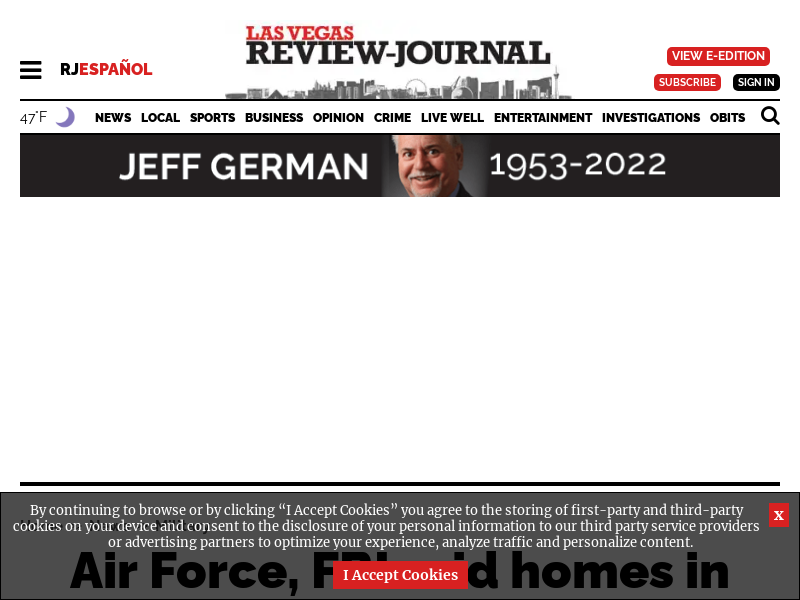 LAS VEGAS
REVIEW-JOURNAL
VIEW E-EDITION
RJESPAÑOL
SUBSCRIBE SIGN IN
47°F NEWS LOCAL SPORTS BUSINESS OPINION CRIME LIVE WELL ENTERTAINMENT INVESTIGATIONS OBITS
JEFF GERMAN 1953-2022
By continuing to browse or by clicking “I Accept Cookies” you agree to the storing of first-party and third-party
cookies on your device and consent to the disclosure of your personal information to our third party service providers
or advertising partners to optimize your experience, analyze traffic and personalize content.
X
Air Force, homes in
I Accept Cookies